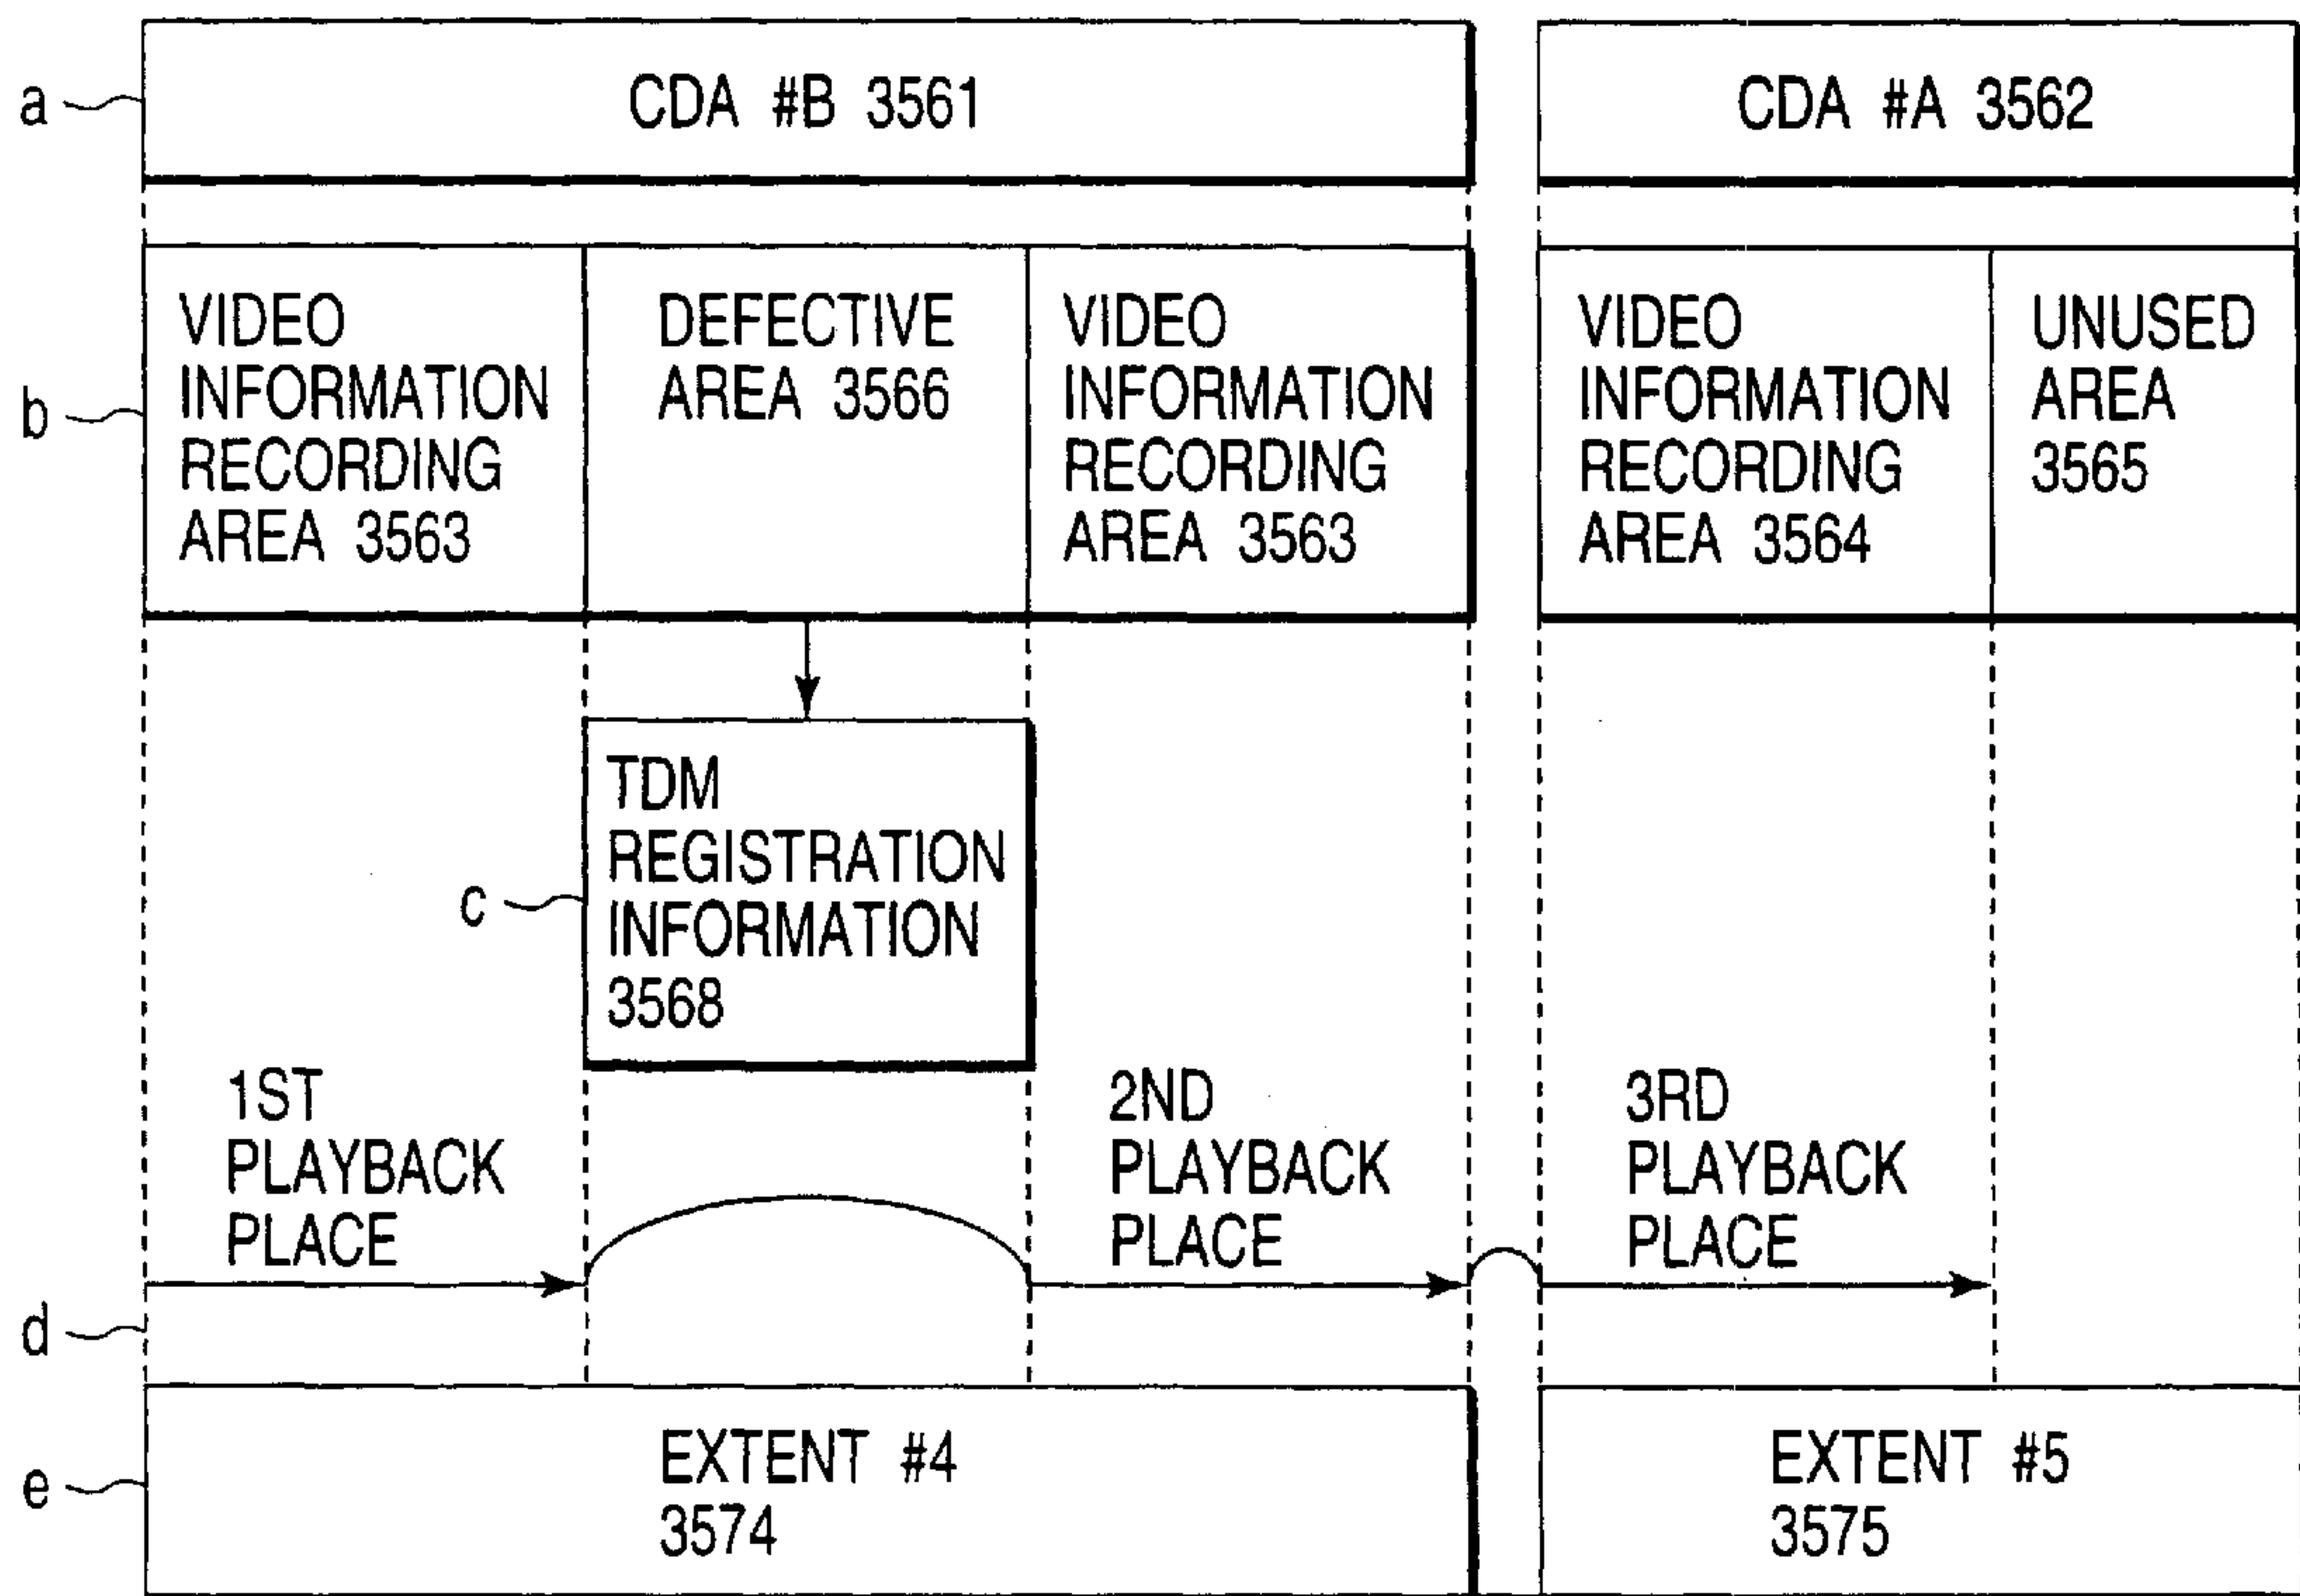 a
CDA #B 3561
CDA #A 3562
b
VIDEO
INFORMATION
RECORDING
AREA 3563
DEFECTIVE
AREA 3566
VIDEO
INFORMATION
RECORDING
AREA 3563
VIDEO
INFORMATION
RECORDING
AREA 3564
UNUSED
AREA
3565
c
TDM
REGISTRATION
INFORMATION
3568
1ST
PLAYBACK
PLACE
2ND
PLAYBACK
PLACE
3RD
PLAYBACK
PLACE
d
e
EXTENT #4
3574
EXTENT #5
3575